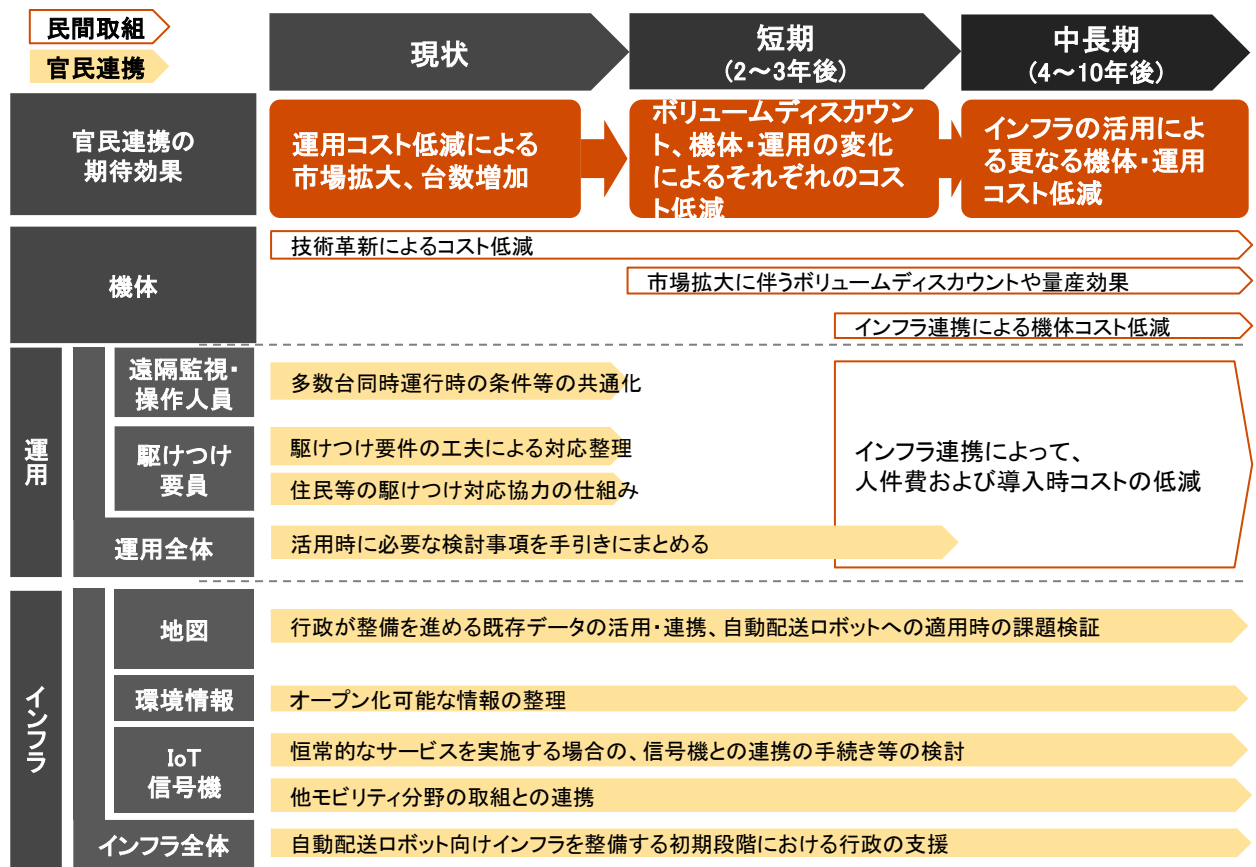 民間取組
官民連携
現状
短期
(2～3年後)
中長期
(4～10年後)
官民連携の
期待効果
運用コスト低減による
市場拡大、台数増加
ボリュームディスカウン
ト、機体・運用の変化
によるそれぞれのコス
ト低減
インフラの活用によ
る更なる機体・運用
コスト低減
機体
技術革新によるコスト低減
市場拡大に伴うボリュームディスカウントや量産効果
インフラ連携による機体コスト低減
運用
遠隔監視・
操作人員
多数台同時運行時の条件等の共通化
駆けつけ
要員
駆けつけ要件の工夫による対応整理
住民等の駆けつけ対応協力の仕組み
運用全体
活用時に必要な検討事項を手引きにまとめる
インフラ連携によって、
人件費および導入時コストの低減
インフラ
地図
行政が整備を進める既存データの活用・連携、自動配送ロボットへの適用時の課題検証
環境情報
オープン化可能な情報の整理
IoT
信号機
恒常的なサービスを実施する場合の、信号機との連携の手続き等の検討
他モビリティ分野の取組との連携
インフラ全体
自動配送ロボット向けインフラを整備する初期段階における行政の支援